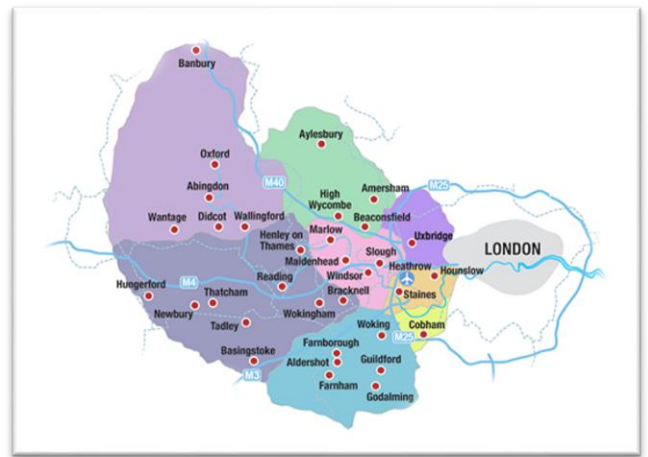 Banbury
Aylesbury
Oxford
M40
Amersham
M25
Abingdon
High
Wycombe
Beaconsfield
Wantage
Didcot
Wallingford
Marlow
Uxbridge
Henley on
Thames
Slough
LONDON
Maidenhead
Heathrow
Hounslow
Windsor
Reading
M4
Hungerford
Thatcham
Bracknell
Staines
Newbury
Wokingham
Tadley
Woking
Cobham
M25
Farnborough
Basingstoke
Aldershot
Guildford
M3
Farnham
Godalming